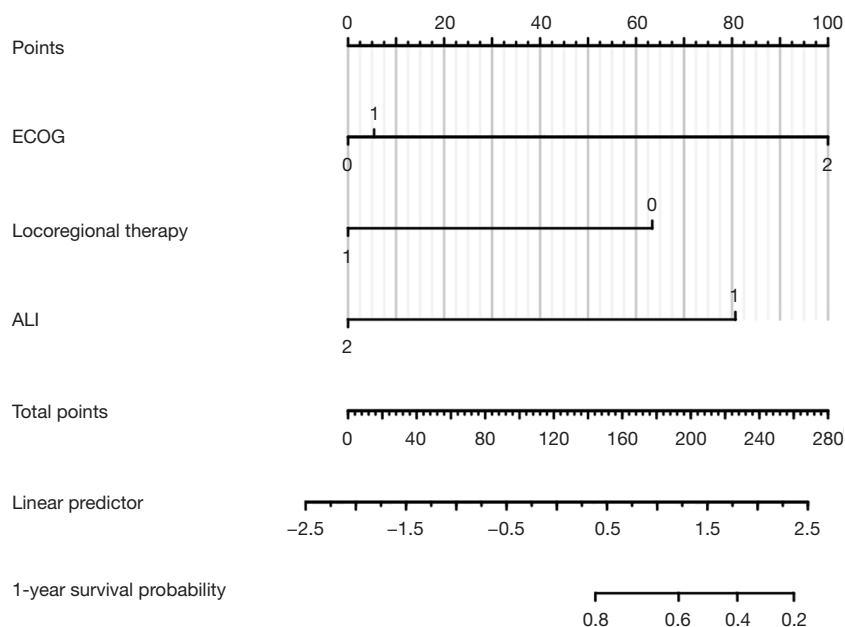 0 20 40 60 80 100
Points
1
ECOG
0 2
0
Locoregional therapy
1
1
ALI
2
Total points
0 40 80 120 160 200 240 280
Linear predictor
−2.5 −1.5 −0.5 0.5 1.5 2.5
1-year survival probability
0.8 0.6 0.4 0.2